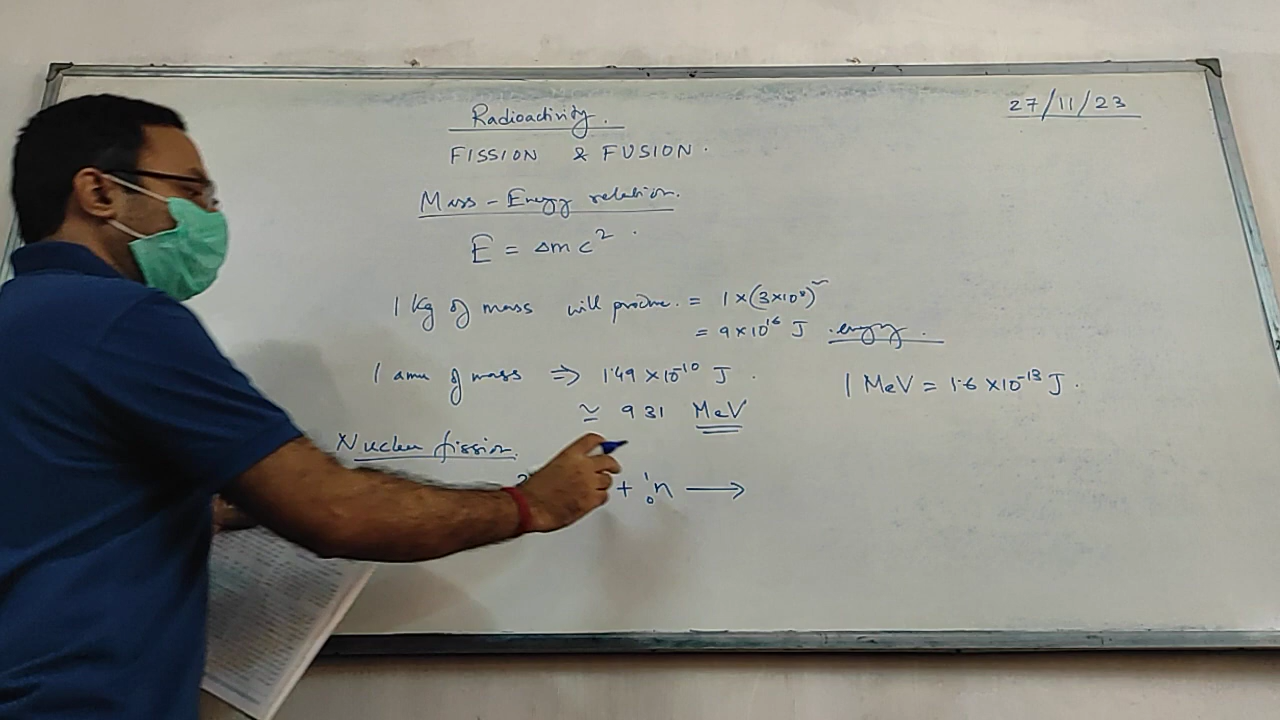 Radioactivity.
27/11/23
FISSION & FUSION.
Mass - Energy relation.
E = Δmc².
1 Kg of mass will produce. = 1×(3×10⁸)²
= 9×10¹⁶ J energy.
1 amu of mass ⇒ 1.49 ×10⁻¹⁰ J.
1 MeV = 1.6 ×10⁻¹³ J.
≃ 931 MeV
Nuclear fission.
+ ¹₀n ⟶